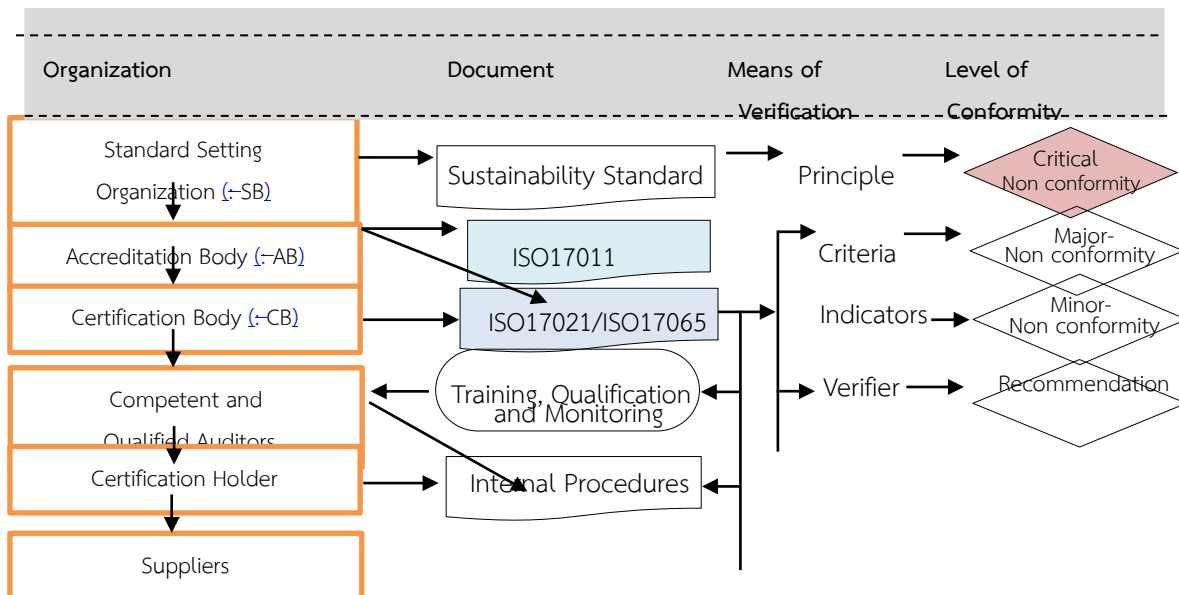 Organization
Document
Means of
Verification
Level of
Conformity
Standard Setting
Organization (:-SB)
Sustainability Standard
Principle
Critical
Non conformity
Accreditation Body (:-AB)
ISO17011
Criteria
Major-
Non conformity
Certification Body (:-CB)
ISO17021/ISO17065
Indicators
Minor-
Non conformity
Competent and
Qualified Auditors
Training, Qualification
and Monitoring
Verifier
Recommendation
Certification Holder
Internal Procedures
Suppliers